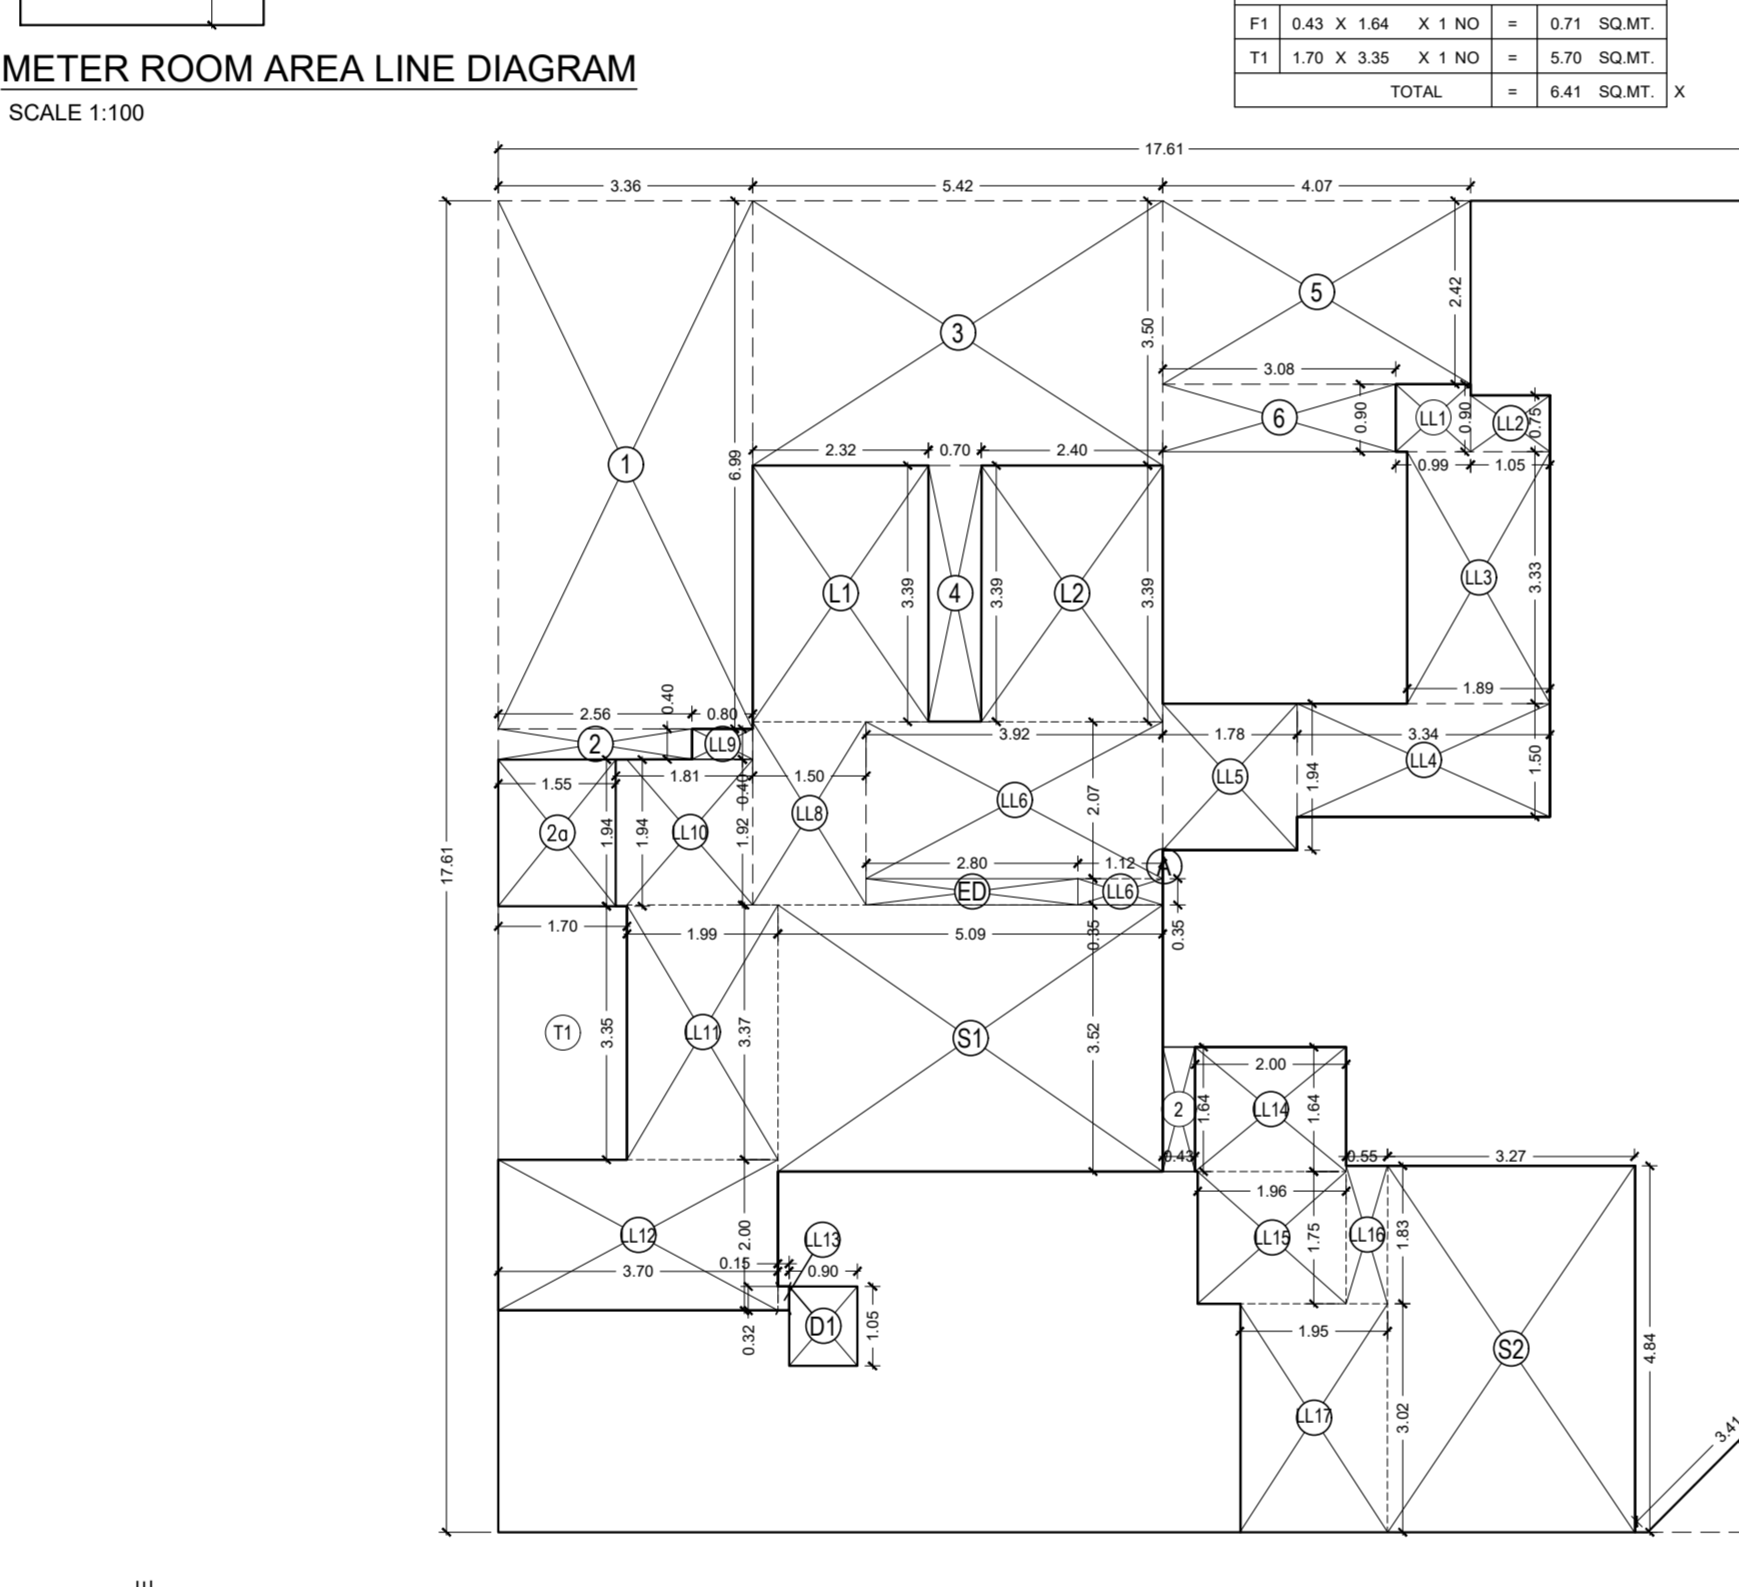 F1 0.43 X 1.64 X 1 NO = 0.71 SQ.MT.
T1 1.70 X 3.35 X 1 NO = 5.70 SQ.MT.
TOTAL = 6.41 SQ.MT. X
METER ROOM AREA LINE DIAGRAM
SCALE 1:100
17.61
3.36 5.42 4.07
5
2.42
3
3.50
3.08
6 0.90 LL1 0.90 LL2 0.75
2.32 0.70 2.40
1 6.99
0.99 1.05
L1 3.39 4 3.39 L2 3.39
LL3 3.33
1.89
0.40
2.56 0.80
2 LL9
3.92 1.78 3.34
1.55 1.81 1.50
0.40
LL5 1.94 LL4 1.50
LL6 2.07
2a 1.94 1.94 LL10 1.92 LL8
17.61
2.80 1.12 A
ED LL6
1.70 1.99 5.09 0.35 0.35
T1 3.35 LL11 3.37 S1 3.52
2.00
2 1.64 LL14 1.64
0.43 0.55 3.27
1.96
LL12 2.00 LL13 LL15 1.75 LL16 1.83
3.70 0.15 0.90
0.32 D1 1.05
1.95
S2 4.84
LL17 3.02
3.41